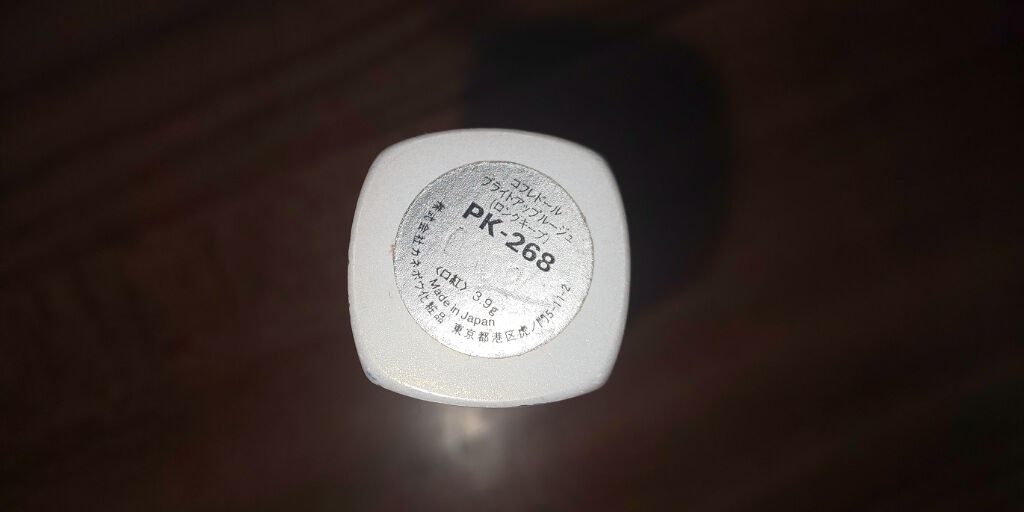 コフレドール
ブライトアップルージュ
(ロングキープ)
PK-268
〈口紅〉 3.9g
Made in Japan
株式会社カネボウ化粧品 東京都港区虎ノ門5-11-2